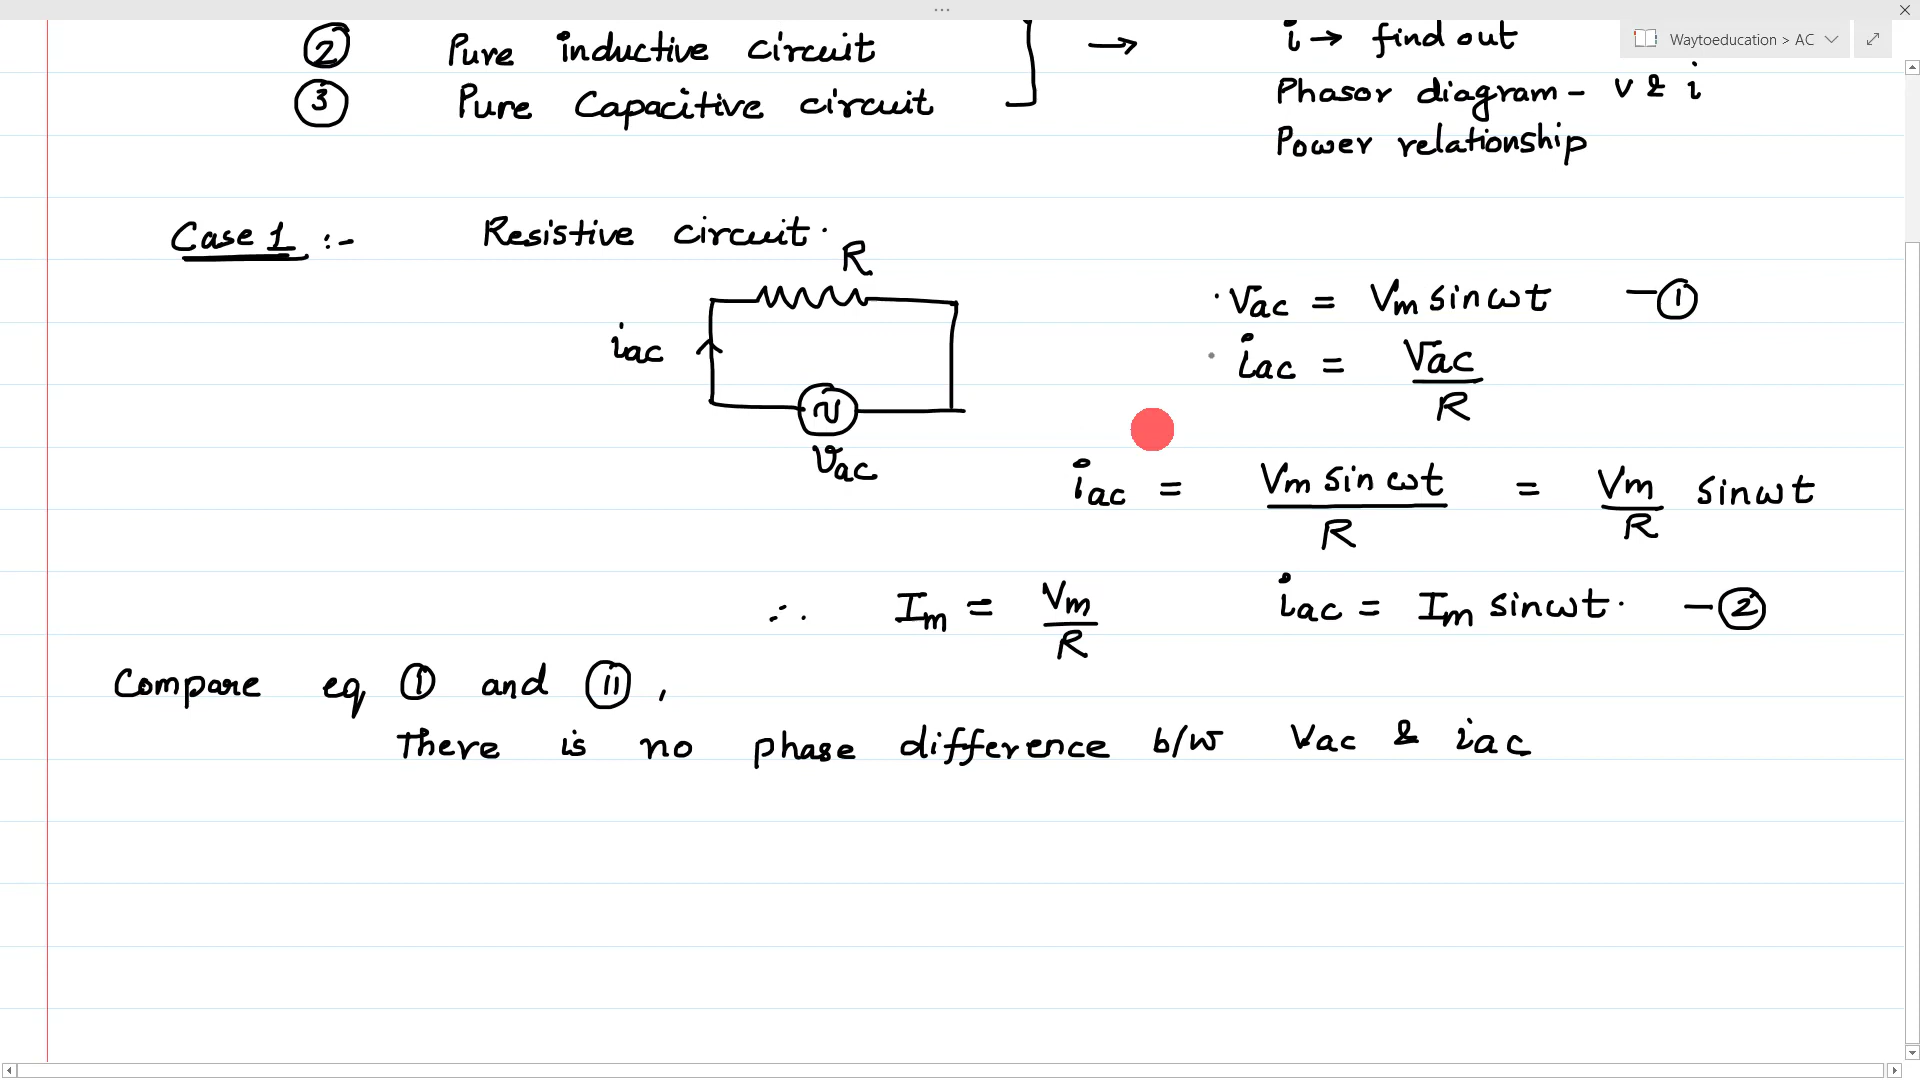 Waytoeducation > AC
② Pure inductive circuit → i → find out
③ Pure Capacitive circuit Phasor diagram - v & i
Power relationship
Case 1 :- Resistive circuit.
R
Vac = Vm sinωt - ①
iac
iac = Vac / R
Vac
iac = Vm sin ωt / R = Vm / R sinωt
∴ Im = Vm / R iac = Im sinωt. - ②
Compare eq ① and ⓘⓘ,
There is no phase difference b/w Vac & iac